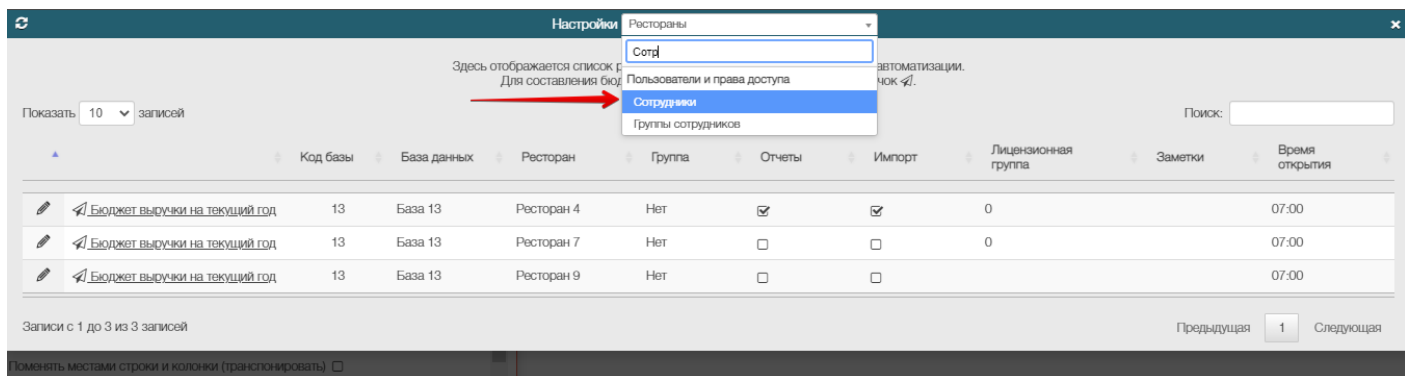 Настройки Рестораны
Сотр
Здесь отображается список р автоматизации.
Для составления бюд чок
Пользователи и права доступа
Сотрудники
Группы сотрудников
Показать 10 записей
Поиск:
Код базы База данных Ресторан Группа Отчеты Импорт Лицензионная группа Заметки Время открытия
Бюджет выручки на текущий год 13 База 13 Ресторан 4 Нет 0 07:00
Бюджет выручки на текущий год 13 База 13 Ресторан 7 Нет 0 07:00
Бюджет выручки на текущий год 13 База 13 Ресторан 9 Нет 07:00
Записи с 1 до 3 из 3 записей
Предыдущая 1 Следующая
Поменять местами строки и колонки (транспонировать)